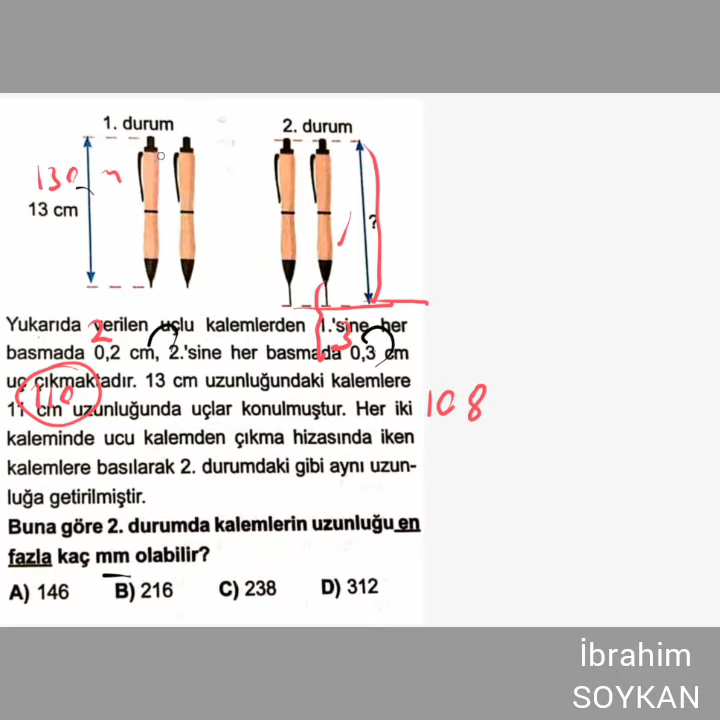 1. durum
2. durum
130
13 cm
?
Yukarıda verilen uçlu kalemlerden 1.'sine her
2
3
basmada 0,2 cm, 2.'sine her basmada 0,3 cm
uç çıkmaktadır. 13 cm uzunluğundaki kalemlere
110
11 cm uzunluğunda uçlar konulmuştur. Her iki
108
kaleminde ucu kalemden çıkma hizasında iken
kalemlere basılarak 2. durumdaki gibi aynı uzun-
luğa getirilmiştir.
Buna göre 2. durumda kalemlerin uzunluğu en
fazla kaç mm olabilir?
A) 146 B) 216 C) 238 D) 312
İbrahim
SOYKAN